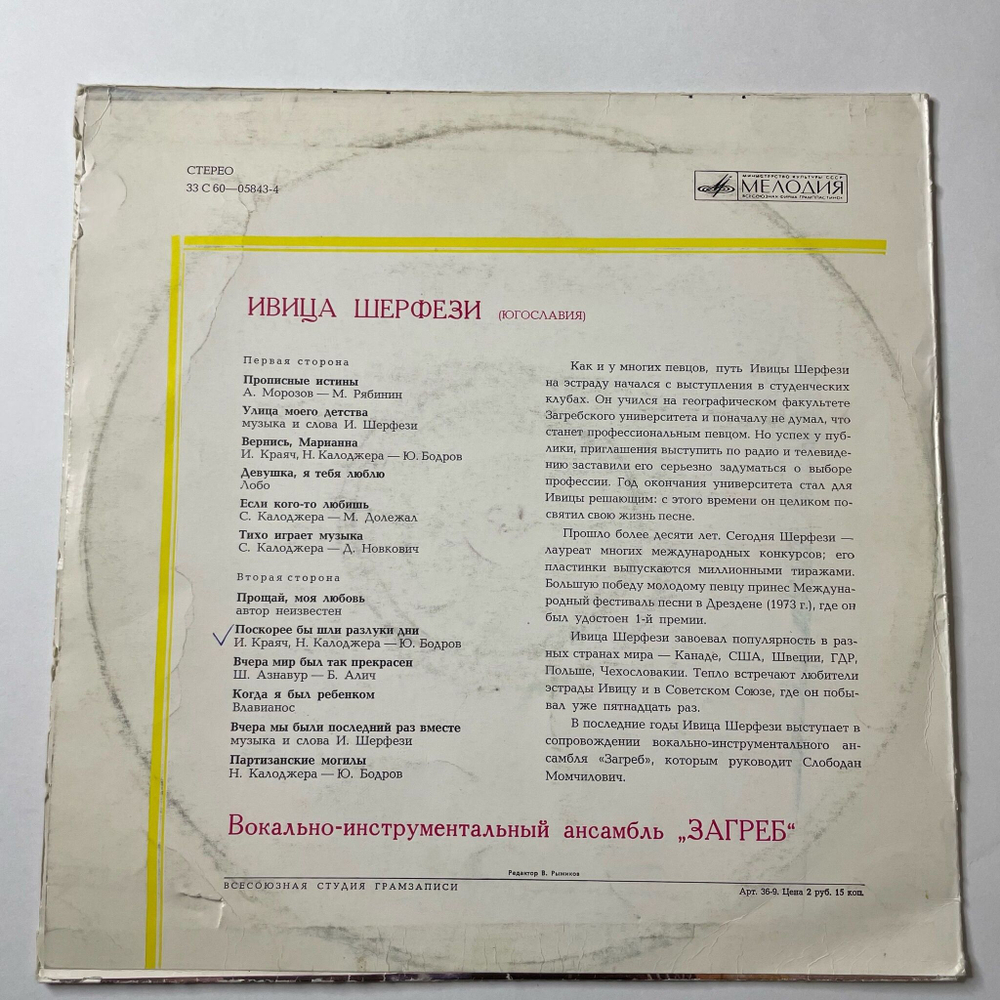 СТЕРЕО
33 С 60—05843-4
МИНИСТЕРСТВО КУЛЬТУРЫ СССР
МЕЛОДИЯ
ВСЕСОЮЗНАЯ ФИРМА ГРАМПЛАСТИНОК
ИВИЦА ШЕРФЕЗИ (ЮГОСЛАВИЯ)
Первая сторона
Прописные истины
А. Морозов — М. Рябинин
Улица моего детства
музыка и слова И. Шерфези
Вернись, Марианна
И. Краяч, Н. Калоджера — Ю. Бодров
Девушка, я тебя люблю
Лобо
Если кого-то любишь
С. Калоджера — М. Долежал
Тихо играет музыка
С. Калоджера — Д. Новкович
Вторая сторона
Прощай, моя любовь
автор неизвестен
Поскорее бы шли разлуки дни
И. Краяч, Н. Калоджера — Ю. Бодров
Вчера мир был так прекрасен
Ш. Азнавур — Б. Алич
Когда я был ребенком
Влавианос
Вчера мы были последний раз вместе
музыка и слова И. Шерфези
Партизанские могилы
Н. Калоджера — Ю. Бодров
Как и у многих певцов, путь Ивицы Шерфези
на эстраду начался с выступления в студенческих
клубах. Он учился на географическом факультете
Загребского университета и поначалу не думал, что
станет профессиональным певцом. Но успех у пуб-
лики, приглашения выступить по радио и телевиде-
нию заставили его серьезно задуматься о выборе
профессии. Год окончания университета стал для
Ивицы решающим: с этого времени он целиком по-
святил свою жизнь песне.
Прошло более десяти лет. Сегодня Шерфези —
лауреат многих международных конкурсов; его
пластинки выпускаются миллионными тиражами.
Большую победу молодому певцу принес Междуна-
родный фестиваль песни в Дрездене (1973 г.), где он
был удостоен 1-й премии.
Ивица Шерфези завоевал популярность в раз-
ных странах мира — Канаде, США, Швеции, ГДР,
Польше, Чехословакии. Тепло встречают любители
эстрады Ивицу и в Советском Союзе, где он побы-
вал уже пятнадцать раз.
В последние годы Ивица Шерфези выступает в
сопровождении вокально-инструментального ан-
самбля «Загреб», которым руководит Слободан
Момчилович.
Вокально-инструментальный ансамбль „ЗАГРЕБ“
Редактор В. Рыжиков
ВСЕСОЮЗНАЯ СТУДИЯ ГРАМЗАПИСИ
Арт. 36-9. Цена 2 руб. 15 коп.